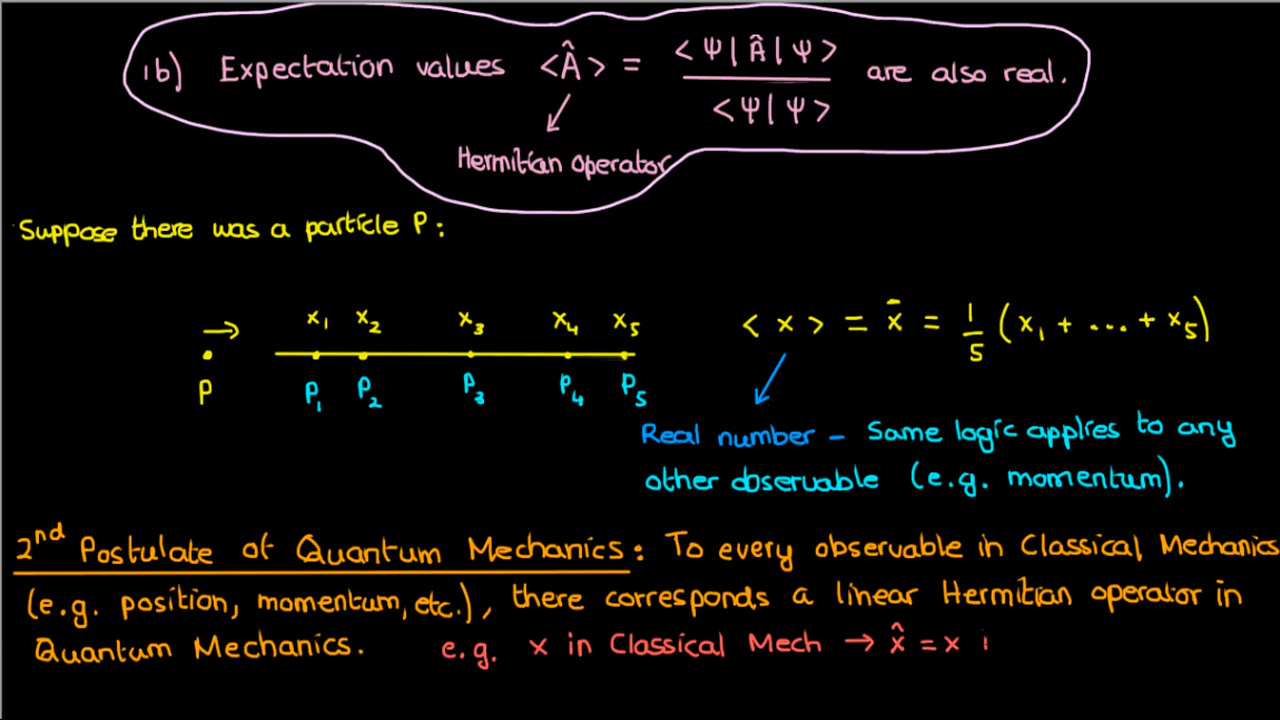 1b) Expectation values <Â> = <Ψ|Â|Ψ> / <Ψ|Ψ> are also real.
Hermitian operator
Suppose there was a particle P:
x₁ x₂ x₃ x₄ x₅
P P₁ P₂ P₃ P₄ P₅
< x > = x̄ = 1/5 (x₁ + ... + x₅)
Real number - Same logic applies to any
other observable (e.g. momentum).
2nd Postulate of Quantum Mechanics: To every observable in Classical Mechanics
(e.g. position, momentum, etc.), there corresponds a linear Hermitian operator in
Quantum Mechanics. e.g. x in Classical Mech → x̂ = x